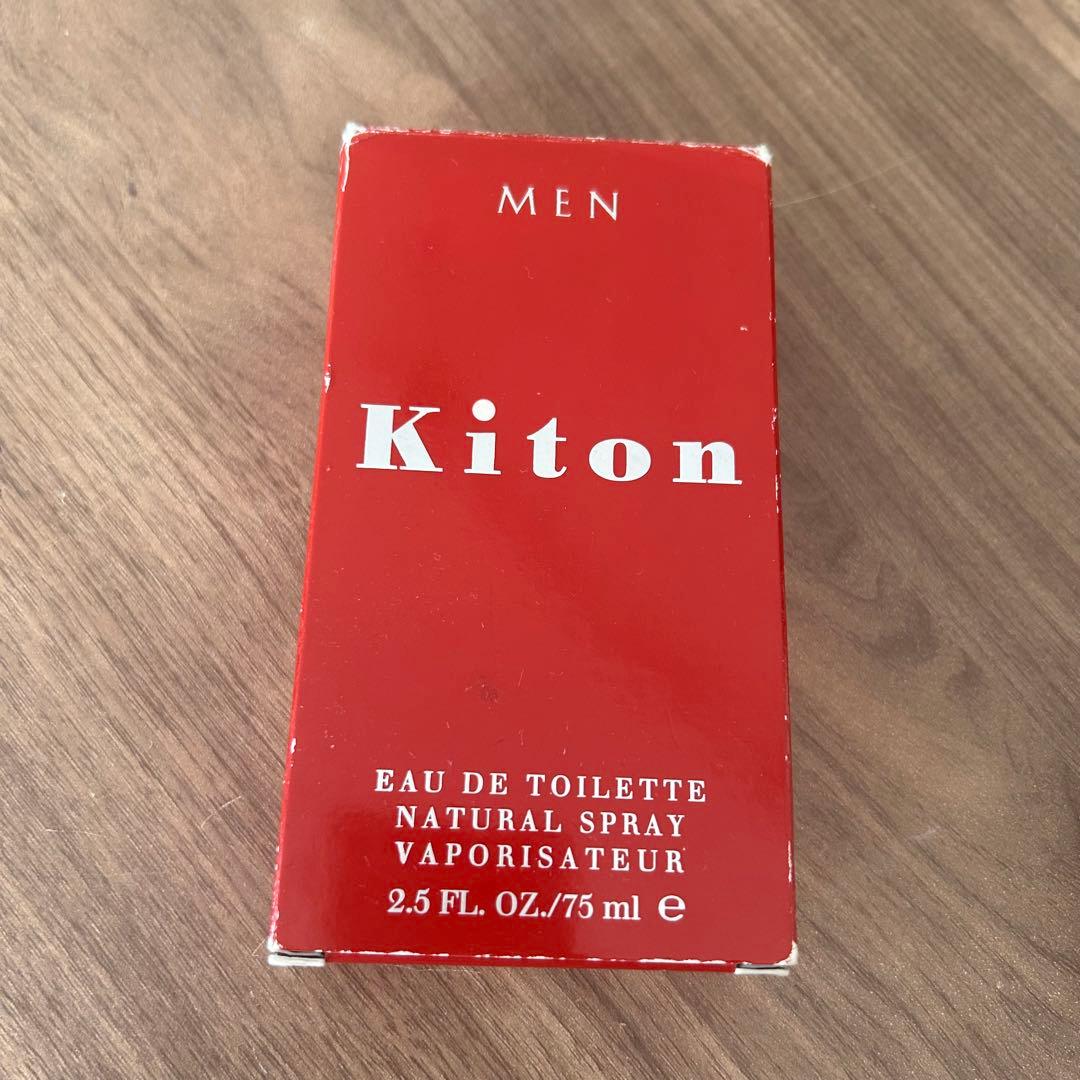 MEN
Kiton
EAU DE TOILETTE
NATURAL SPRAY
VAPORISATEUR
2.5 FL. OZ./75 ml ℮